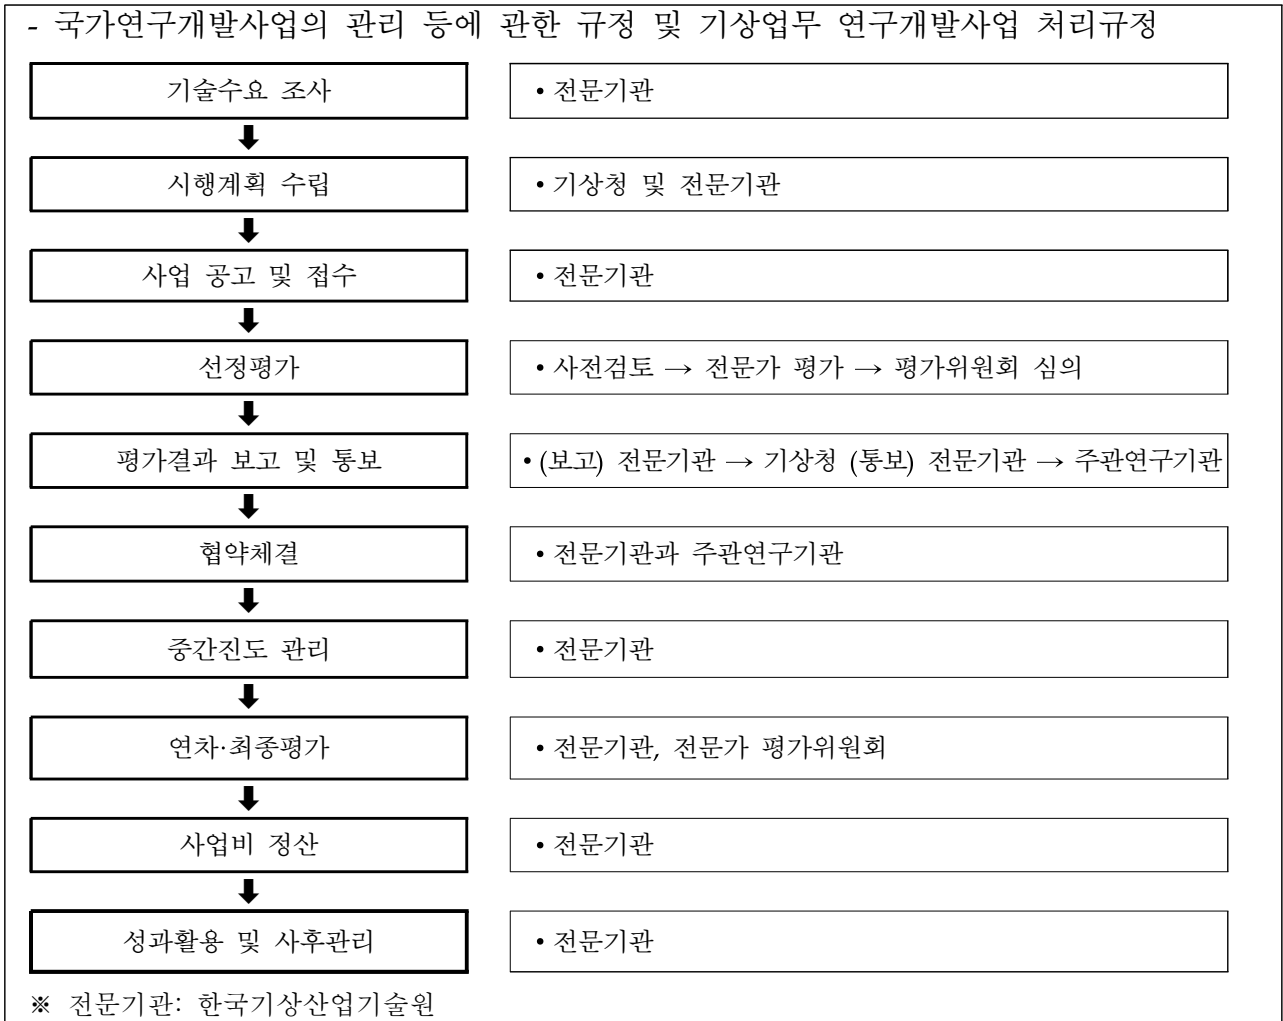 - 국가연구개발사업의 관리 등에 관한 규정 및 기상업무 연구개발사업 처리규정
기술수요 조사
• 전문기관
시행계획 수립
• 기상청 및 전문기관
사업 공고 및 접수
• 전문기관
선정평가
• 사전검토 → 전문가 평가 → 평가위원회 심의
평가결과 보고 및 통보
• (보고) 전문기관 → 기상청 (통보) 전문기관 → 주관연구기관
협약체결
• 전문기관과 주관연구기관
중간진도 관리
• 전문기관
연차·최종평가
• 전문기관, 전문가 평가위원회
사업비 정산
• 전문기관
성과활용 및 사후관리
• 전문기관
※ 전문기관: 한국기상산업기술원